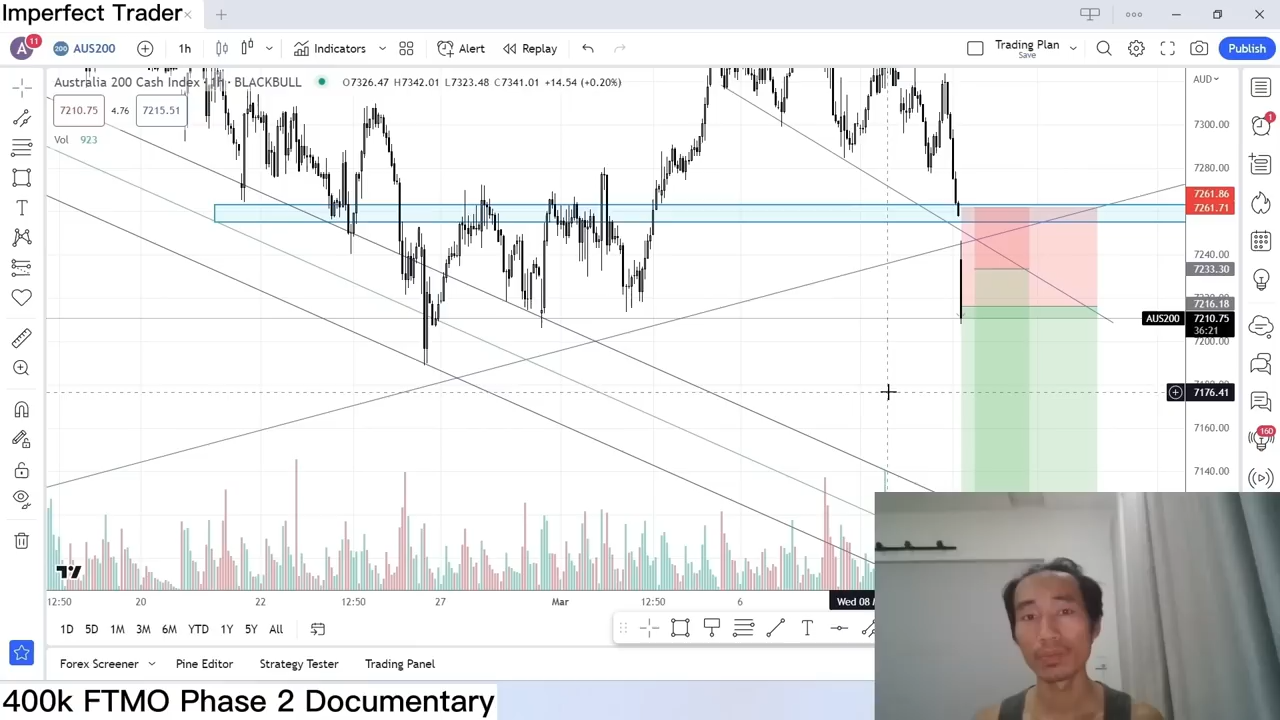 Imperfect Trader
11
A
200
AUS200
1h
Indicators
Alert
Replay
Trading Plan
Save
Publish
Australia 200 Cash Index · 1h · BLACKBULL
O7326.47 H7342.01 L7323.48 C7341.01 +14.54 (+0.20%)
AUD
7210.75
4.76
7215.51
Vol 923
7300.00
7280.00
7261.86
7261.71
7240.00
7233.30
7216.18
AUS200
7210.75
36:21
7200.00
7176.41
7160.00
7140.00
1
160
12:50
20
22
12:50
27
Mar
12:50
6
Wed 08
1D
5D
1M
3M
6M
YTD
1Y
5Y
All
Forex Screener
Pine Editor
Strategy Tester
Trading Panel
400k FTMO Phase 2 Documentary